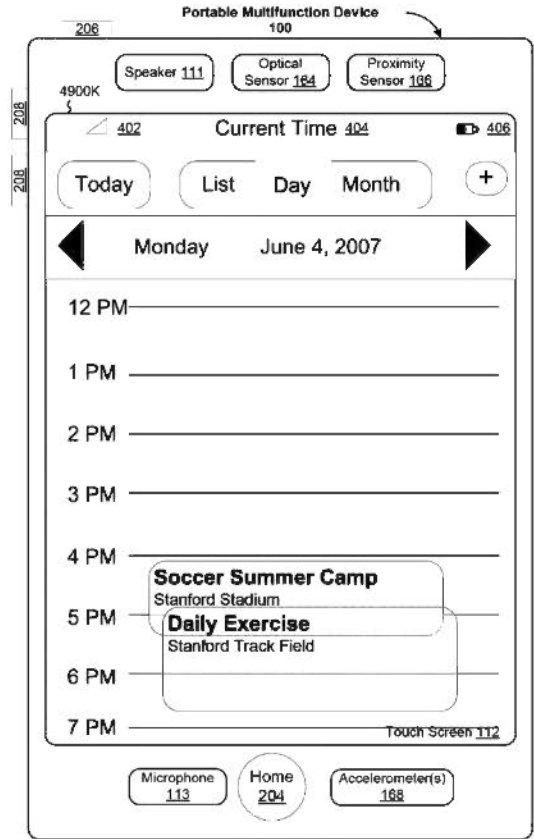 Portable Multifunction Device
100
206
Speaker 111
Optical
Sensor 164
Proximity
Sensor 166
4900K
208
402
Current Time 404
406
208
Today
List
Day
Month
+
Monday
June 4, 2007
12 PM
1 PM
2 PM
3 PM
4 PM
Soccer Summer Camp
Stanford Stadium
5 PM
Daily Exercise
Stanford Track Field
6 PM
7 PM
Touch Screen 112
Microphone
113
Home
204
Accelerometer(s)
168